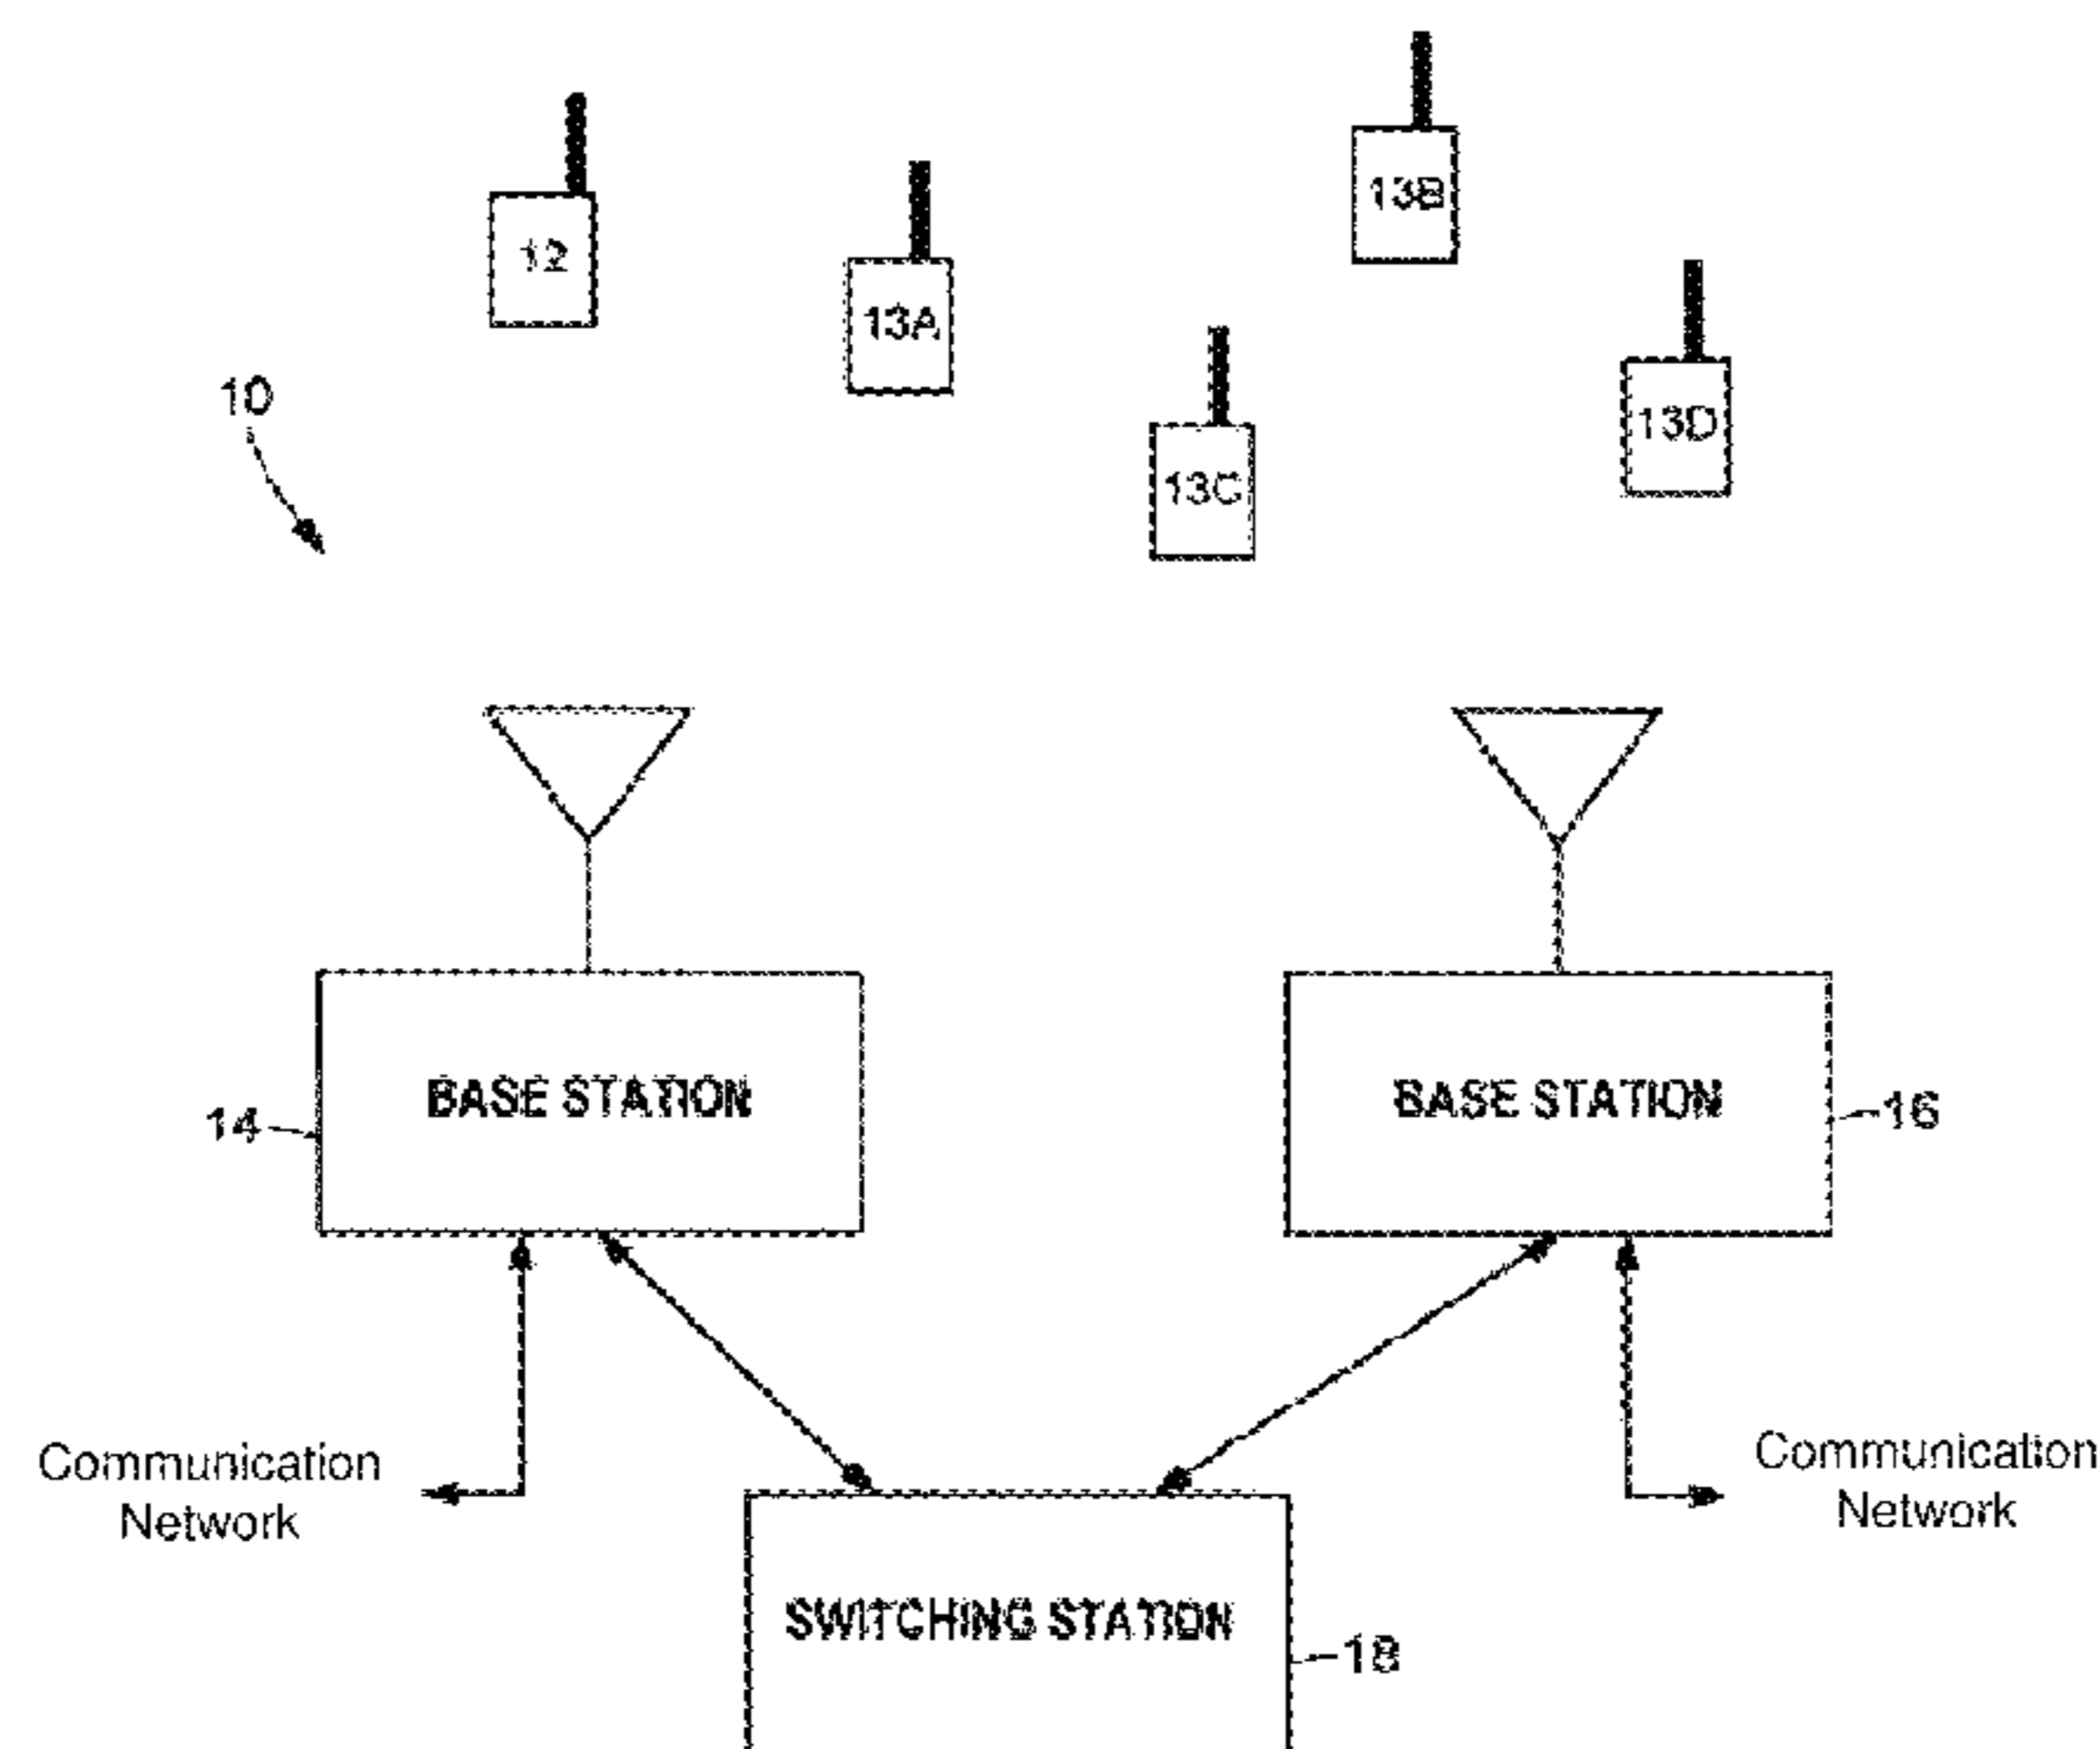 13B
12
13A
10
13D
13C
BASE STATION
BASE STATION
14
16
Communication
Network
Communication
Network
SWITCHING STATION
18